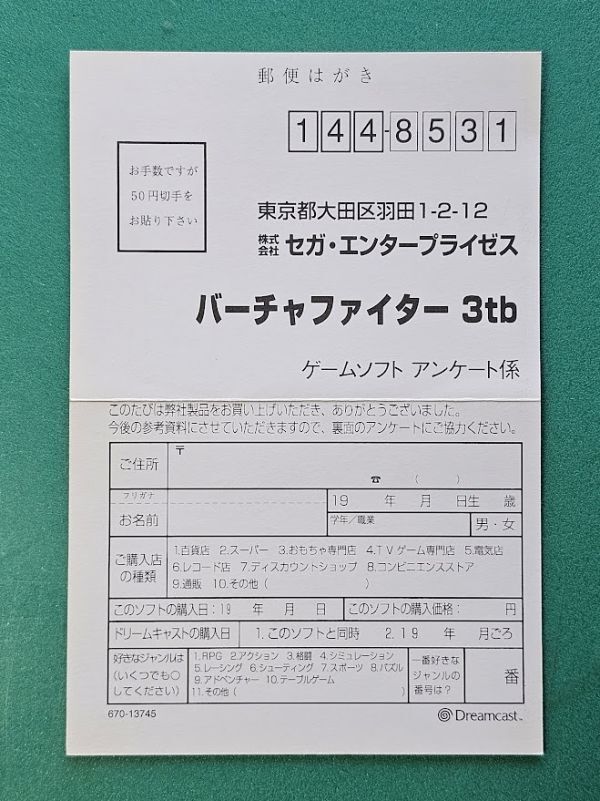 郵便はがき
144-8531
お手数ですが
50円切手を
お貼り下さい
東京都大田区羽田1-2-12
株式会社 セガ・エンタープライゼス
バーチャファイター 3tb
ゲームソフト アンケート係
このたびは弊社製品をお買い上げいただき、ありがとうございました。
今後の参考資料にさせていただきますので、裏面のアンケートにご協力ください。
ご住所 〒
☎ ( )
フリガナ
お名前
19 年 月 日生 歳
学年/職業
男・女
ご購入店
の種類
1.百貨店 2.スーパー 3.おもちゃ専門店 4.TVゲーム専門店 5.電気店
6.レコード店 7.ディスカウントショップ 8.コンビニエンスストア
9.通販 10.その他( )
このソフトの購入日:19 年 月 日 このソフトの購入価格: 円
ドリームキャストの購入日 1.このソフトと同時 2.19 年 月ごろ
好きなジャンルは
(いくつでも○
してください)
1.RPG 2.アクション 3.格闘 4.シミュレーション
5.レーシング 6.シューティング 7.スポーツ 8.パズル
9.アドベンチャー 10.テーブルゲーム
11.その他( )
一番好きな
ジャンルの
番号は?
番
670-13745
Dreamcast™